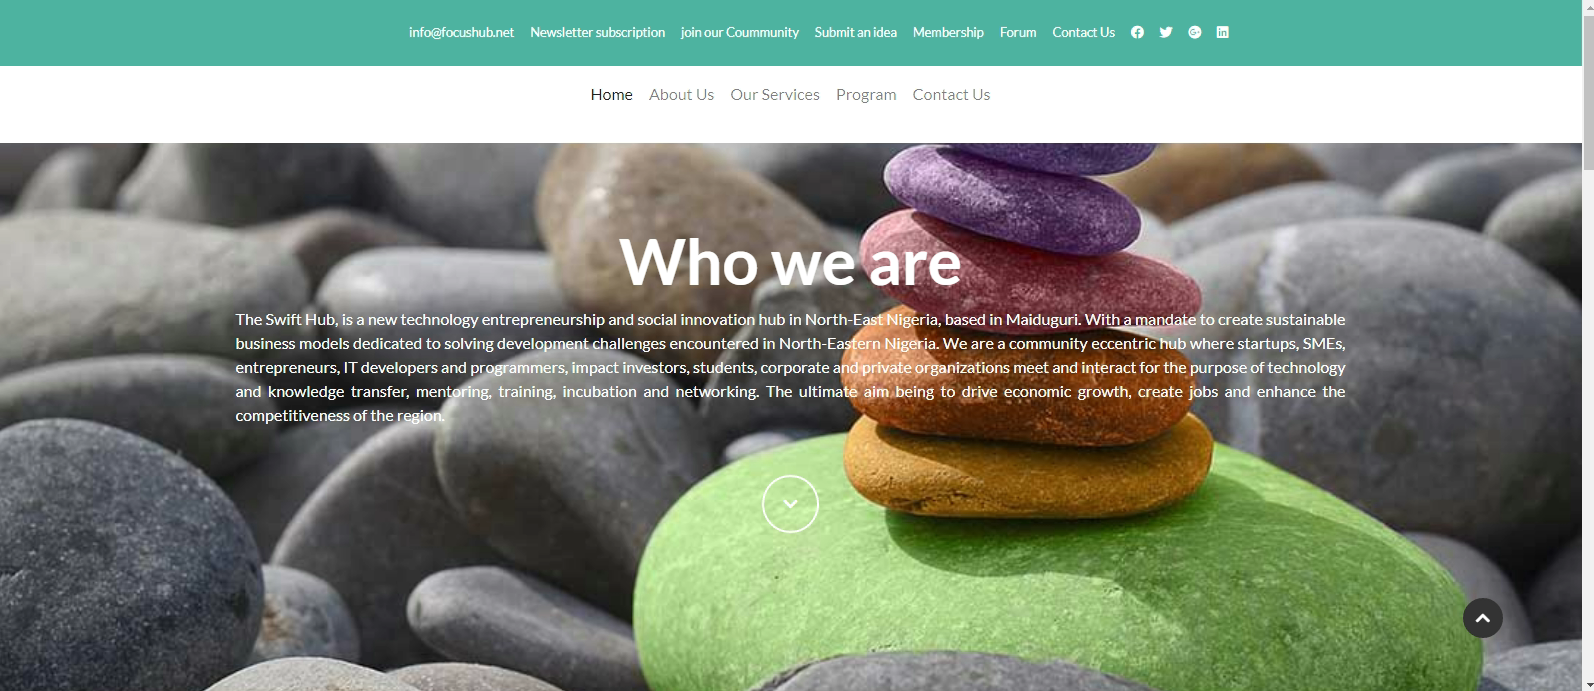 info@focushub.net Newsletter subscription join our Coummunity Submit an idea Membership Forum Contact Us
Home About Us Our Services Program Contact Us
Who we are
The Swift Hub, is a new technology entrepreneurship and social innovation hub in North-East Nigeria, based in Maiduguri. With a mandate to create sustainable
business models dedicated to solving development challenges encountered in North-Eastern Nigeria. We are a community eccentric hub where startups, SMEs,
entrepreneurs, IT developers and programmers, impact investors, students, corporate and private organizations meet and interact for the purpose of technology
and knowledge transfer, mentoring, training, incubation and networking. The ultimate aim being to drive economic growth, create jobs and enhance the
competitiveness of the region.